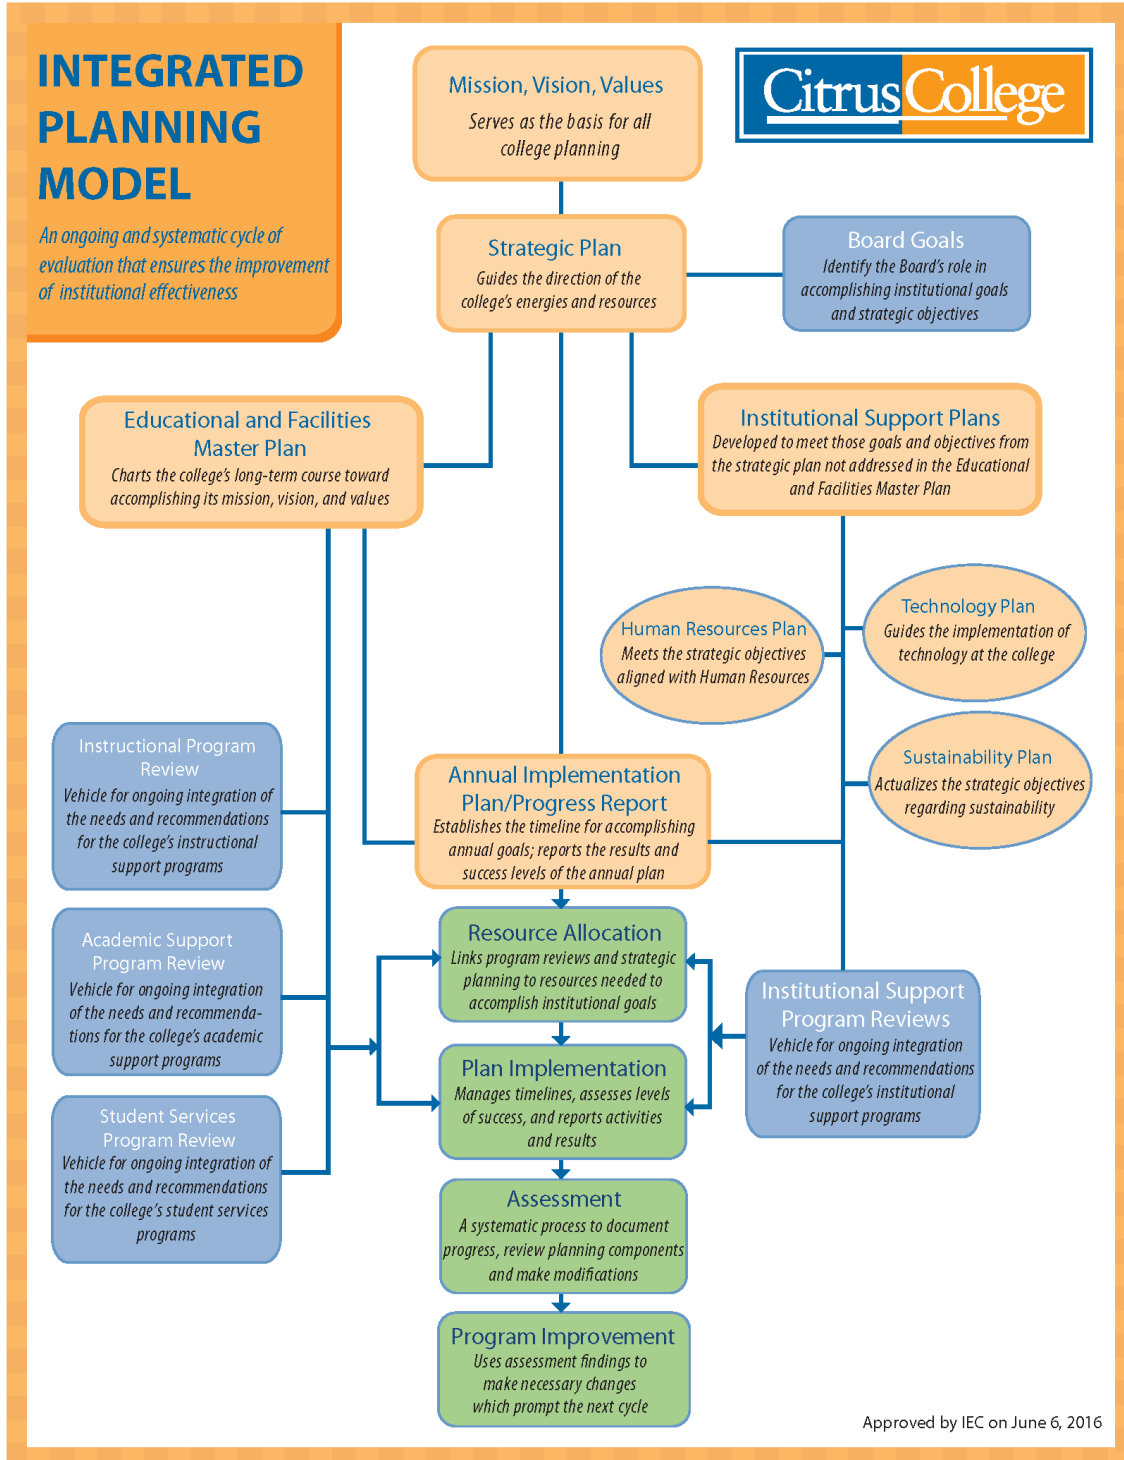 INTEGRATED
PLANNING
MODEL
An ongoing and systematic cycle of
evaluation that ensures the improvement
of institutional effectiveness
Mission, Vision, Values
Serves as the basis for all
college planning
CitrusCollege
Strategic Plan
Guides the direction of the
college's energies and resources
Board Goals
Identify the Board's role in
accomplishing institutional goals
and strategic objectives
Educational and Facilities
Master Plan
Charts the college's long-term course toward
accomplishing its mission, vision, and values
Institutional Support Plans
Developed to meet those goals and objectives from
the strategic plan not addressed in the Educational
and Facilities Master Plan
Human Resources Plan
Meets the strategic objectives
aligned with Human Resources
Technology Plan
Guides the implementation of
technology at the college
Sustainability Plan
Actualizes the strategic objectives
regarding sustainability
Instructional Program
Review
Vehicle for ongoing integration of
the needs and recommendations
for the college's instructional
support programs
Annual Implementation
Plan/Progress Report
Establishes the timeline for accomplishing
annual goals; reports the results and
success levels of the annual plan
Academic Support
Program Review
Vehicle for ongoing integration
of the needs and recommenda-
tions for the college's academic
support programs
Resource Allocation
Links program reviews and strategic
planning to resources needed to
accomplish institutional goals
Institutional Support
Program Reviews
Vehicle for ongoing integration
of the needs and recommendations
for the college's institutional
support programs
Plan Implementation
Manages timelines, assesses levels
of success, and reports activities
and results
Student Services
Program Review
Vehicle for ongoing integration of
the needs and recommendations
for the college's student services
programs
Assessment
A systematic process to document
progress, review planning components
and make modifications
Program Improvement
Uses assessment findings to
make necessary changes
which prompt the next cycle
Approved by IEC on June 6, 2016